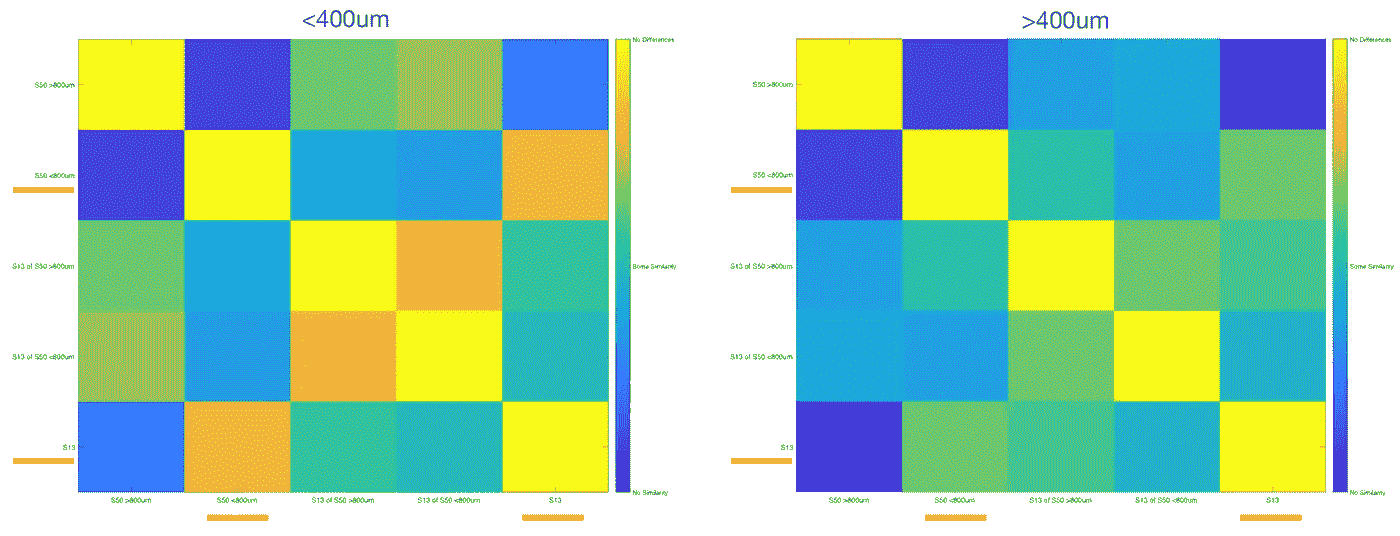 <400um
>400um
No Differences
No Differences
S50 >800um
S50 >800um
S50 <800um
S50 <800um
S13 of S50 >800um
Some Similarity
S13 of S50 >800um
Some Similarity
S13 of S50 <800um
S13 of S50 <800um
S13
S13
No Similarity
No Similarity
S50 >800um
S50 <800um
S13 of S50 >800um
S13 of S50 <800um
S13
S50 >800um
S50 <800um
S13 of S50 >800um
S13 of S50 <800um
S13